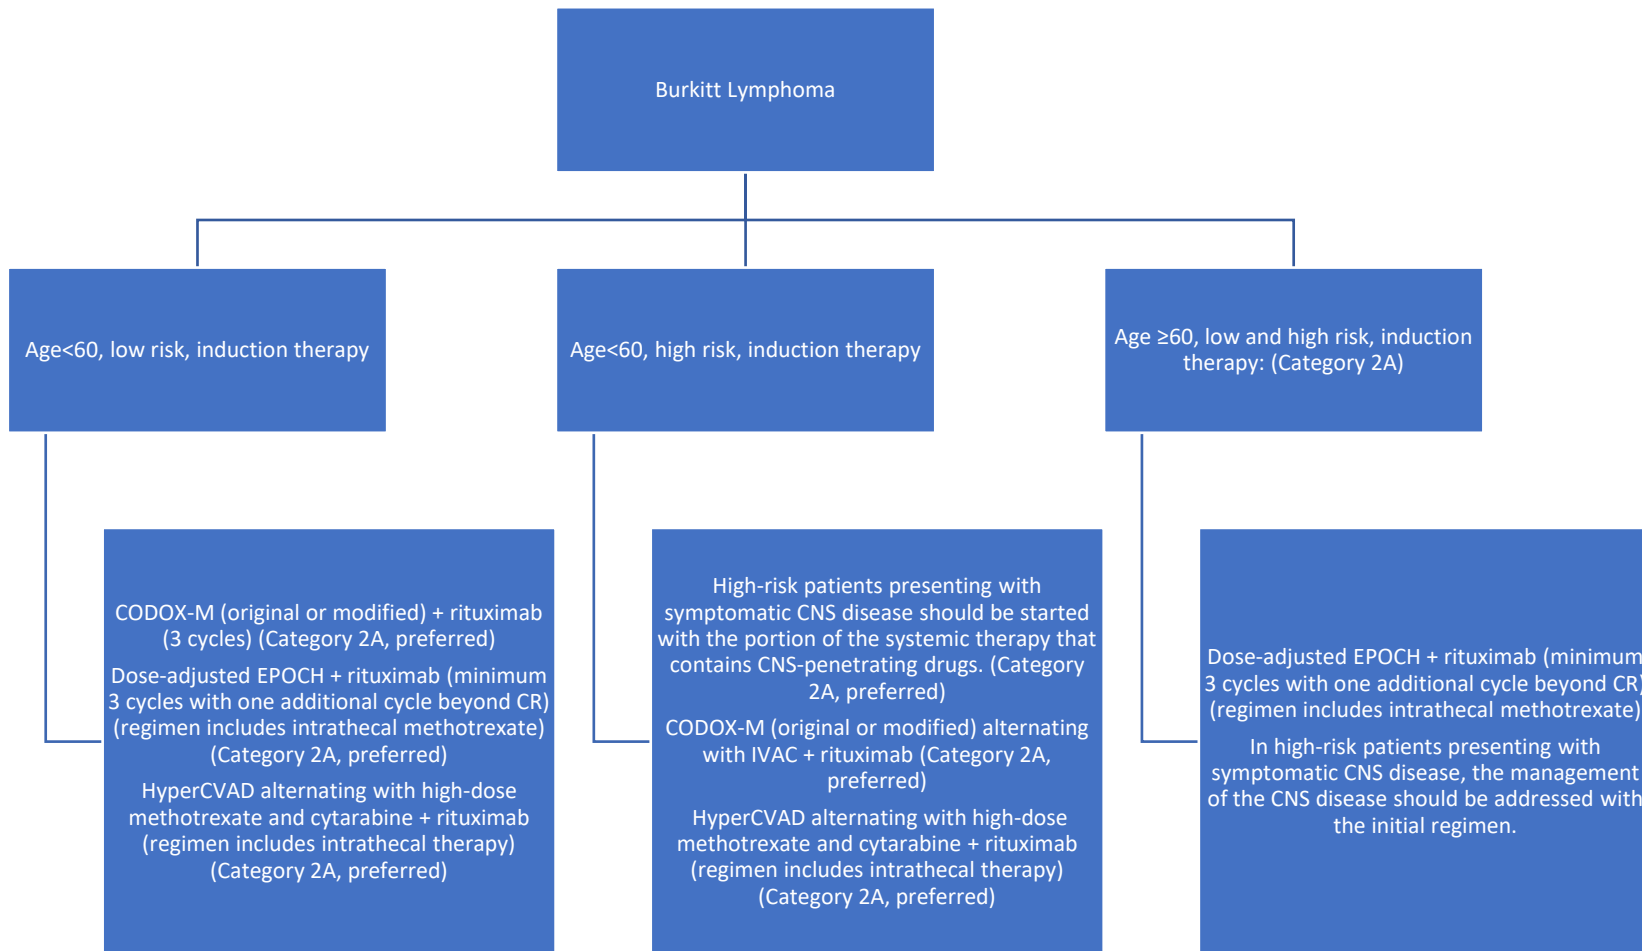 Burkitt Lymphoma
Age<60, low risk, induction therapy
Age<60, high risk, induction therapy
Age ≥60, low and high risk, induction
therapy: (Category 2A)
CODOX-M (original or modified) + rituximab
(3 cycles) (Category 2A, preferred)
Dose-adjusted EPOCH + rituximab (minimum
3 cycles with one additional cycle beyond CR)
(regimen includes intrathecal methotrexate)
(Category 2A, preferred)
HyperCVAD alternating with high-dose
methotrexate and cytarabine + rituximab
(regimen includes intrathecal therapy)
(Category 2A, preferred)
High-risk patients presenting with
symptomatic CNS disease should be started
with the portion of the systemic therapy that
contains CNS-penetrating drugs. (Category
2A, preferred)
CODOX-M (original or modified) alternating
with IVAC + rituximab (Category 2A,
preferred)
HyperCVAD alternating with high-dose
methotrexate and cytarabine + rituximab
(regimen includes intrathecal therapy)
(Category 2A, preferred)
Dose-adjusted EPOCH + rituximab (minimum
3 cycles with one additional cycle beyond CR)
(regimen includes intrathecal methotrexate)
In high-risk patients presenting with
symptomatic CNS disease, the management
of the CNS disease should be addressed with
the initial regimen.